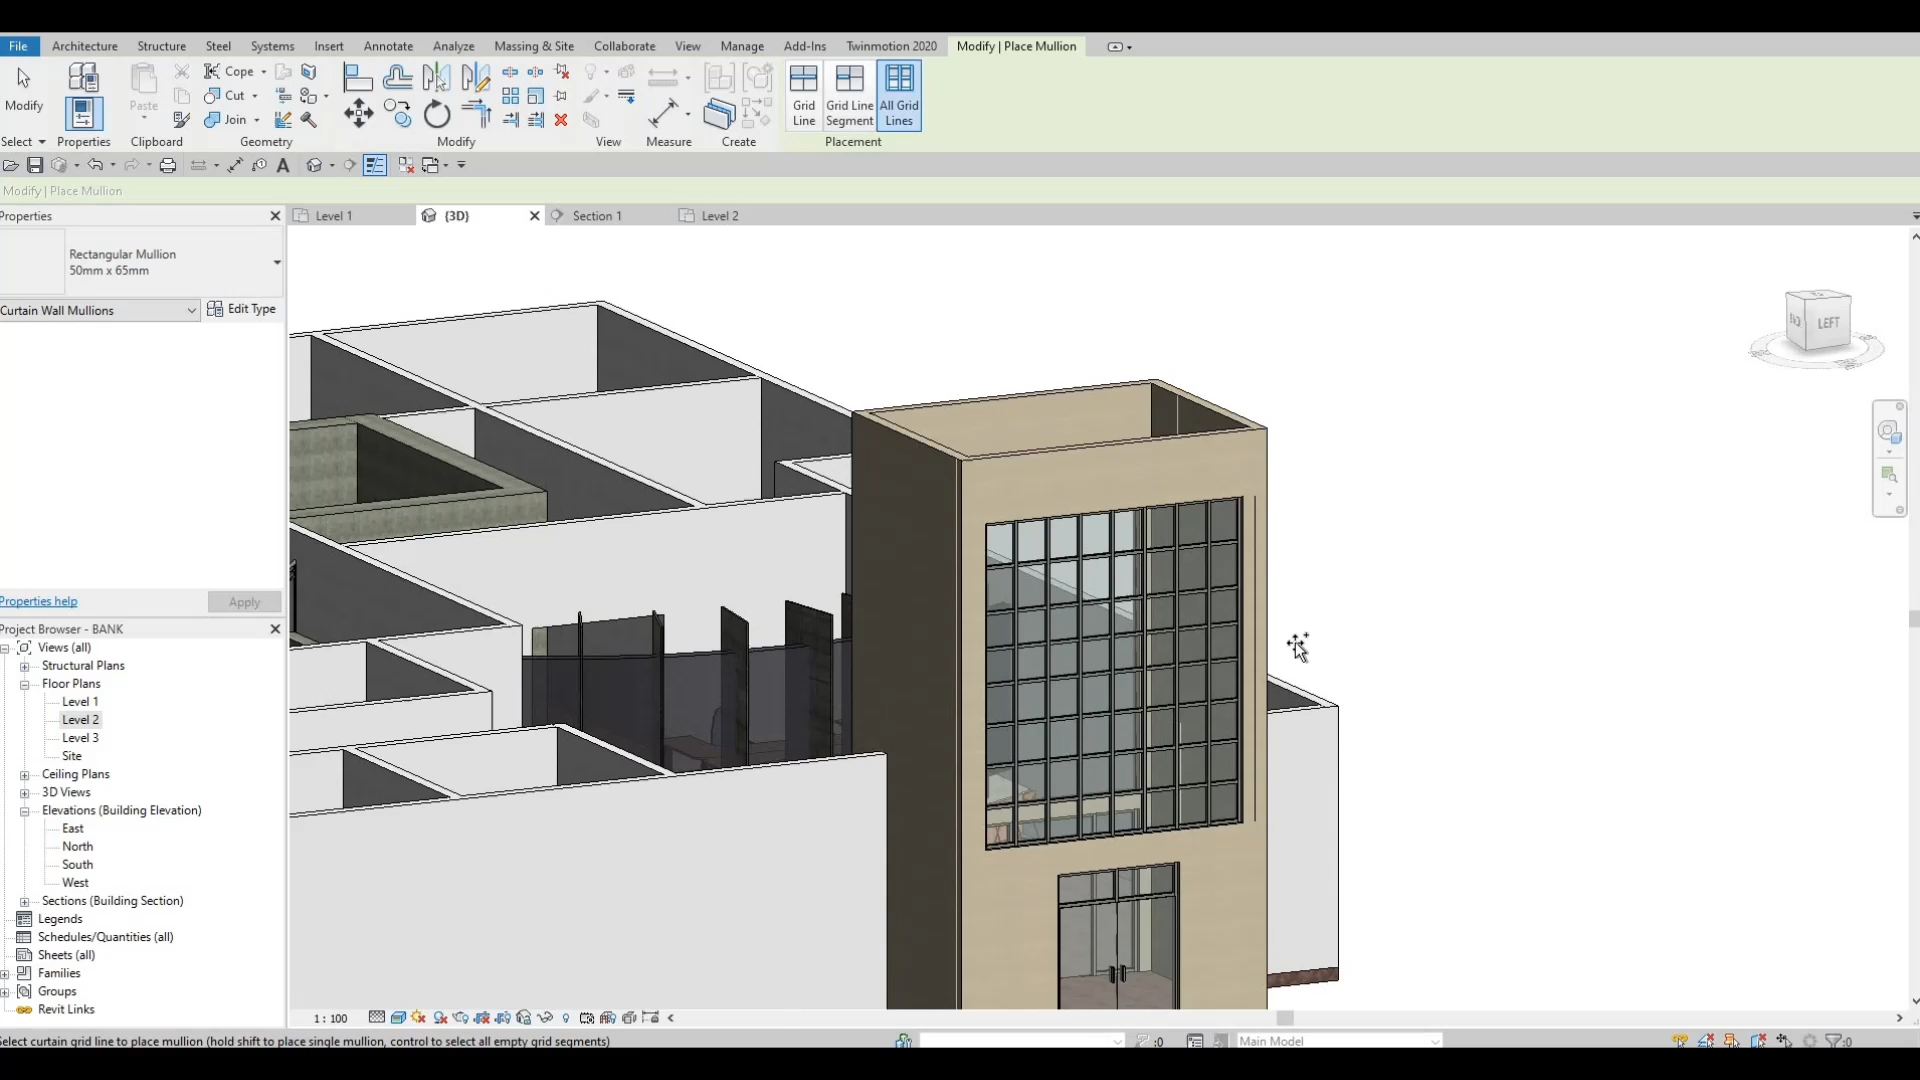 File Architecture Structure Steel Systems Insert Annotate Analyze Massing & Site Collaborate View Manage Add-Ins Twinmotion 2020 Modify | Place Mullion
Modify
Paste
Cope
Cut
Join
Grid Line
Grid Line Segment
All Grid Lines
Select Properties Clipboard Geometry Modify View Measure Create Placement
Modify | Place Mullion
Properties
Level 1 {3D} Section 1 Level 2
Rectangular Mullion
50mm x 65mm
Curtain Wall Mullions Edit Type
LEFT
Properties help Apply
Project Browser - BANK
Views (all)
Structural Plans
Floor Plans
Level 1
Level 2
Level 3
Site
Ceiling Plans
3D Views
Elevations (Building Elevation)
East
North
South
West
Sections (Building Section)
Legends
Schedules/Quantities (all)
Sheets (all)
Families
Groups
Revit Links
1 : 100
Select curtain grid line to place mullion (hold shift to place single mullion, control to select all empty grid segments) :0 Main Model :0